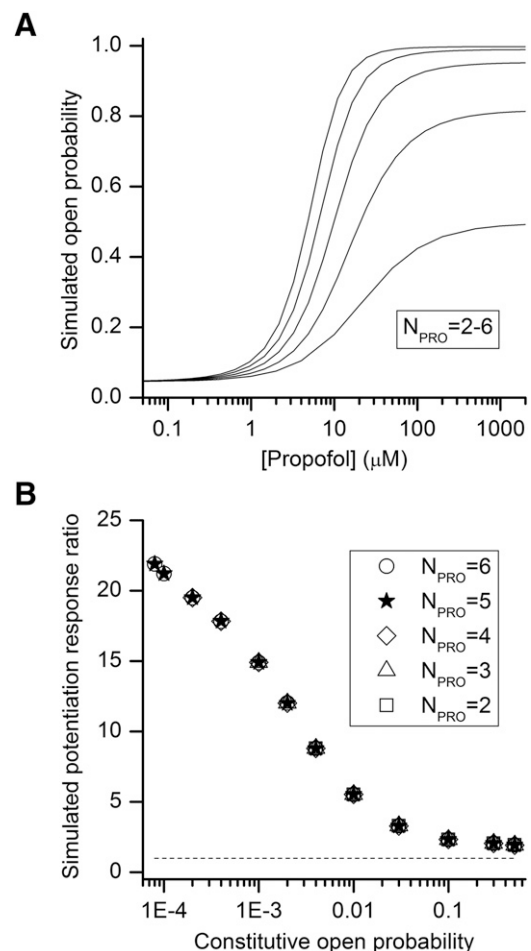 A
1.0
0.8
0.6
0.4
0.2
0.0
Simulated open probability
N_PRO=2-6
0.1 1 10 100 1000
[Propofol] (μM)
B
25
20
15
10
5
0
Simulated potentiation response ratio
N_PRO=6
N_PRO=5
N_PRO=4
N_PRO=3
N_PRO=2
1E-4 1E-3 0.01 0.1
Constitutive open probability